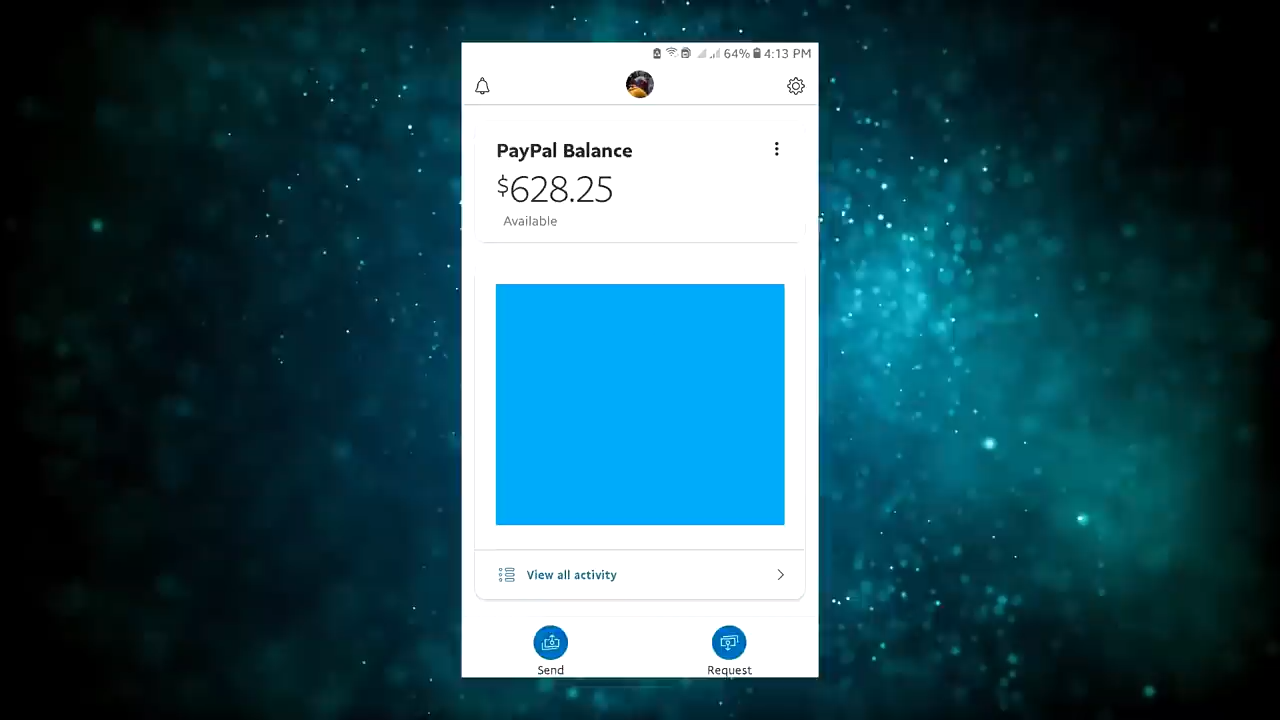 64% 4:13 PM
PayPal Balance
$628.25
Available
View all activity
Send Request